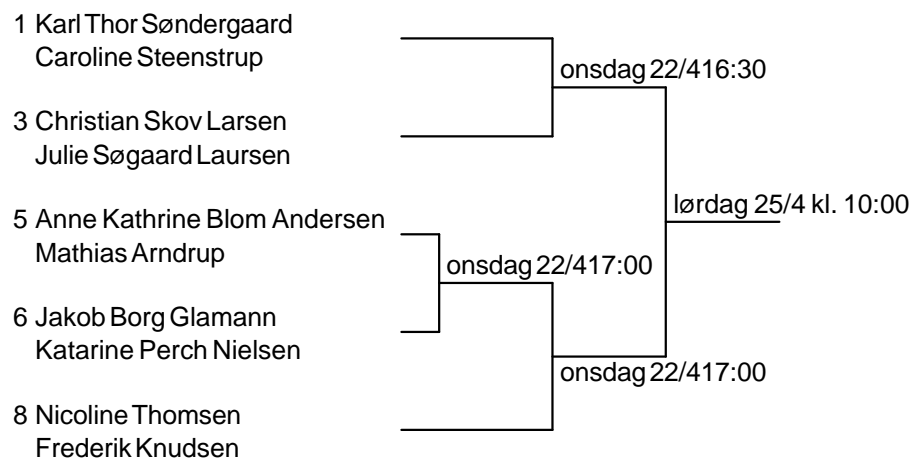 1 Karl Thor Søndergaard
Caroline Steenstrup
onsdag 22/416:30
3 Christian Skov Larsen
Julie Søgaard Laursen
lørdag 25/4 kl. 10:00
5 Anne Kathrine Blom Andersen
Mathias Arndrup
onsdag 22/417:00
6 Jakob Borg Glamann
Katarine Perch Nielsen
onsdag 22/417:00
8 Nicoline Thomsen
Frederik Knudsen